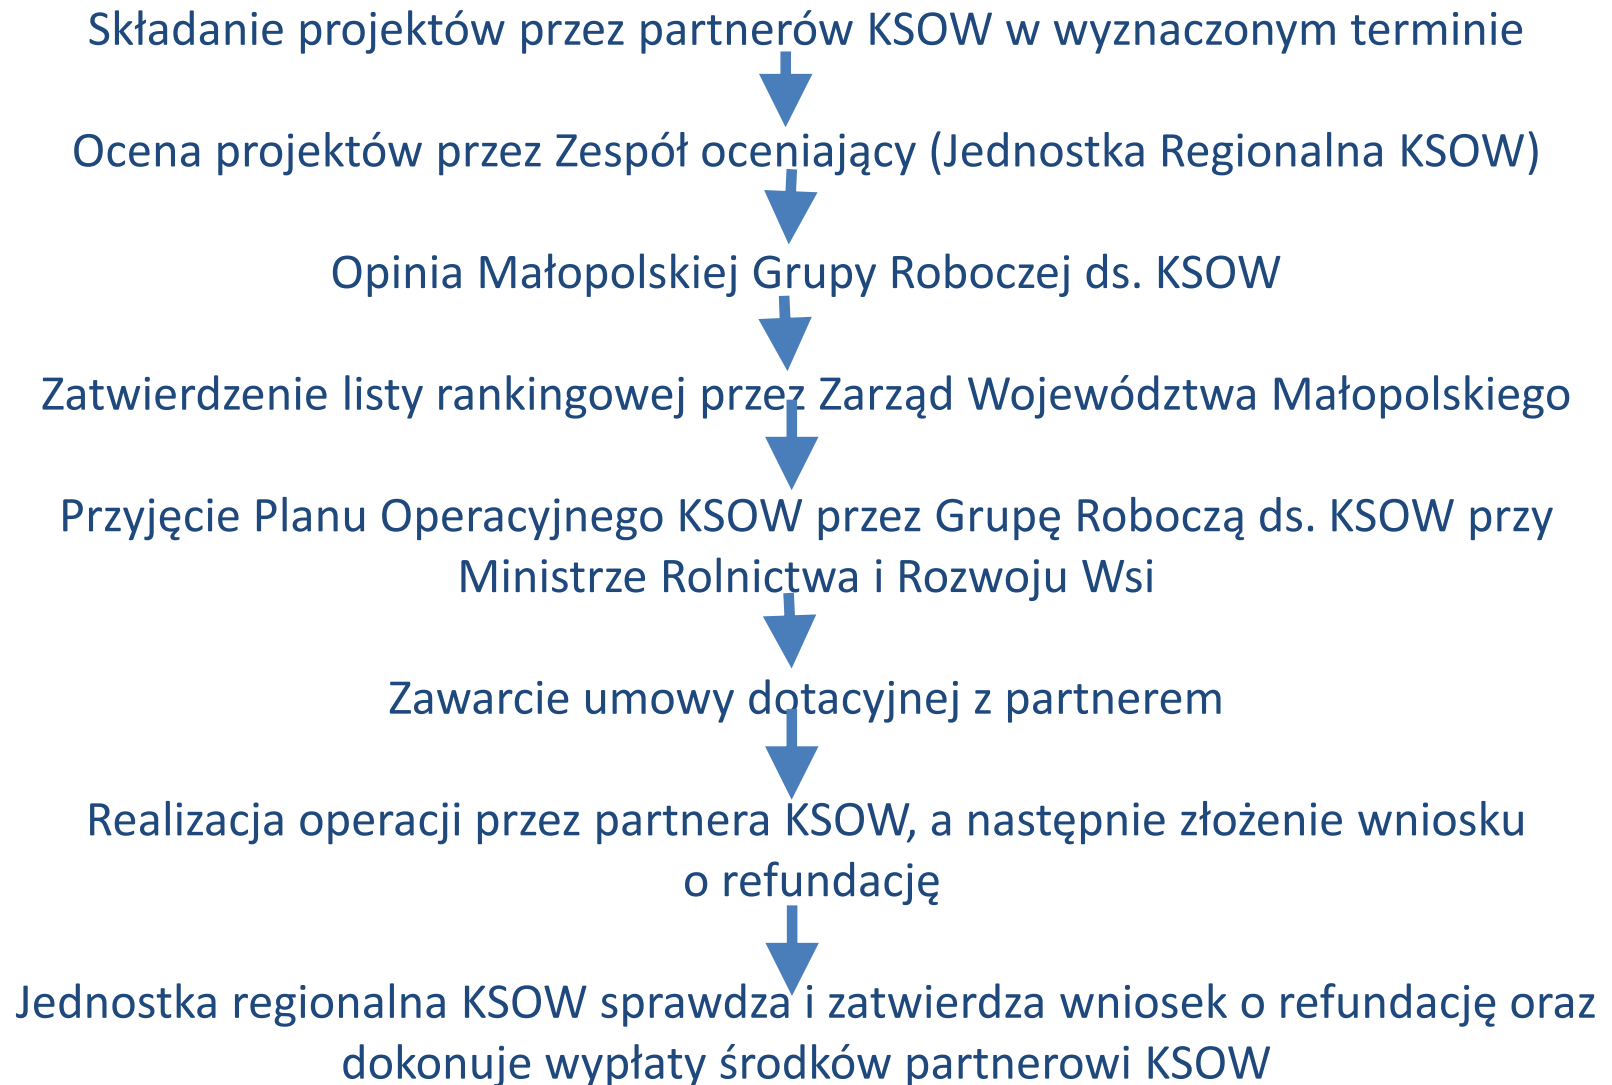 Składanie projektów przez partnerów KSOW w wyznaczonym terminie
Ocena projektów przez Zespół oceniający (Jednostka Regionalna KSOW)
Opinia Małopolskiej Grupy Roboczej ds. KSOW
Zatwierdzenie listy rankingowej przez Zarząd Województwa Małopolskiego
Przyjęcie Planu Operacyjnego KSOW przez Grupę Roboczą ds. KSOW przy
Ministrze Rolnictwa i Rozwoju Wsi
Zawarcie umowy dotacyjnej z partnerem
Realizacja operacji przez partnera KSOW, a następnie złożenie wniosku
o refundację
Jednostka regionalna KSOW sprawdza i zatwierdza wniosek o refundację oraz
dokonuje wypłaty środków partnerowi KSOW